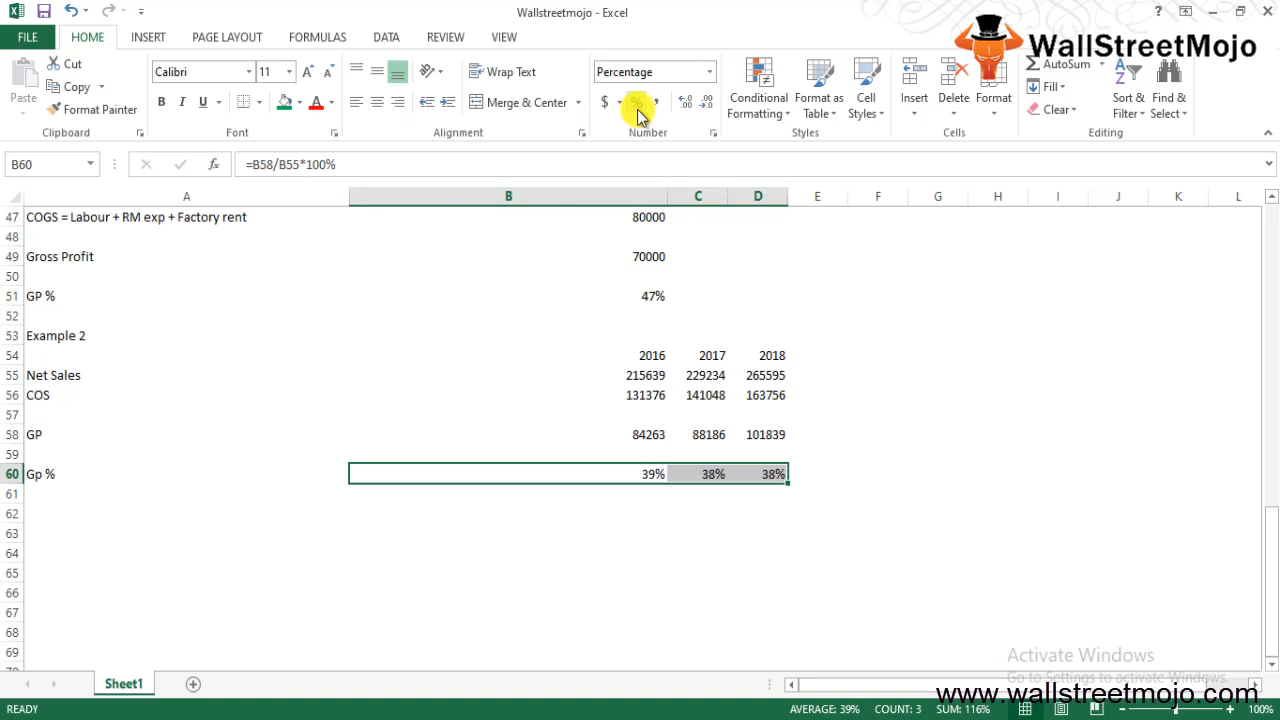 Wallstreetmojo - Excel
FILE HOME INSERT PAGE LAYOUT FORMULAS DATA REVIEW VIEW
WallStreetMojo
Cut
Copy
Format Painter
Paste
Clipboard
Calibri 11
B I U
Font
Wrap Text
Merge & Center
Alignment
Percentage
$ % ,
Number
Conditional Formatting
Format as Table
Cell Styles
Styles
Insert Delete Format
Cells
AutoSum
Fill
Clear
Sort & Filter
Find & Select
Editing
B60 fx =B58/B55*100%
A B C D E F G H I J K L
47 COGS = Labour + RM exp + Factory rent 80000
48
49 Gross Profit 70000
50
51 GP % 47%
52
53 Example 2
54 2016 2017 2018
55 Net Sales 215639 229234 265595
56 COS 131376 141048 163756
57
58 GP 84263 88186 101839
59
60 Gp % 39% 38% 38%
61
62
63
64
65
66
67
68
69
Activate Windows
Go to Settings to activate Windows.
Sheet1
www.wallstreetmojo.com
READY AVERAGE: 39% COUNT: 3 SUM: 116% 100%